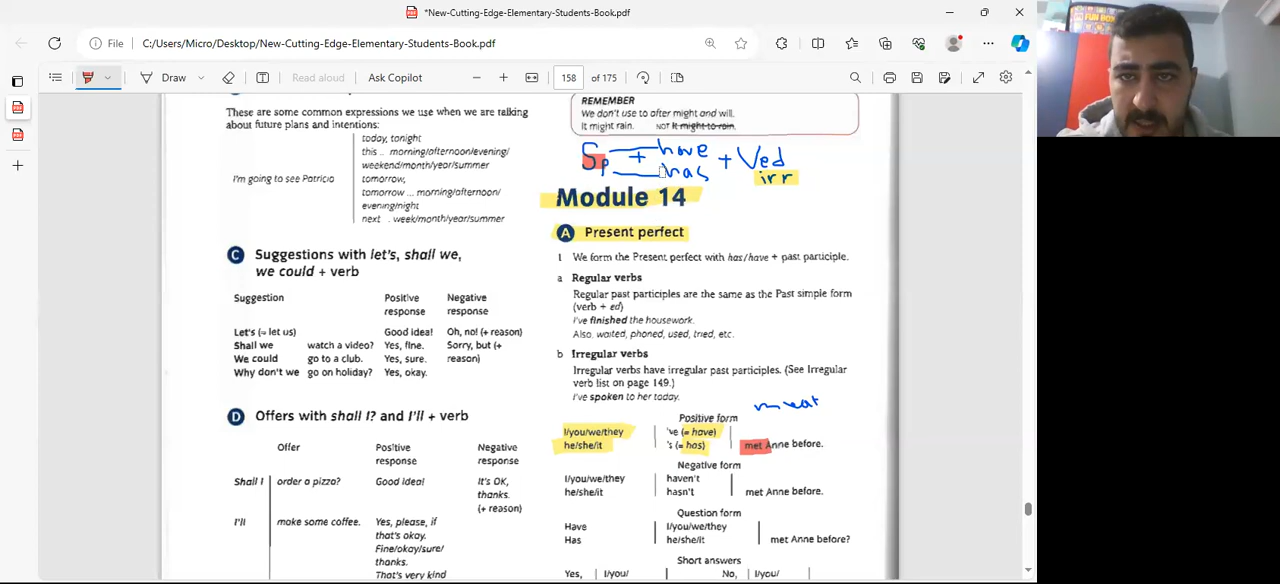 *New-Cutting-Edge-Elementary-Students-Book.pdf
File
C:/Users/Micro/Desktop/New-Cutting-Edge-Elementary-Students-Book.pdf
Draw
Read aloud
Ask Copilot
158 of 175
These are some common expressions we use when we are talking
about future plans and intentions:
today, tonight
this .. morning/afternoon/evening/
weekend/month/year/summer
I'm going to see Patricia
tomorrow,
tomorrow ... morning/afternoon/
evening/night
next . week/month/year/summer
C Suggestions with let's, shall we,
we could + verb
Suggestion Positive response Negative response
Let's (= let us) Good idea! Oh, no! (+ reason)
Shall we watch a video? Yes, fine. Sorry, but (+
We could go to a club. Yes, sure. reason)
Why don't we go on holiday? Yes, okay.
D Offers with shall I? and I'll + verb
Offer Positive response Negative response
Shall I order a pizza? Good idea! It's OK,
thanks.
(+ reason)
I'll make some coffee. Yes, please, if
that's okay.
Fine/okay/sure/
thanks.
That's very kind
REMEMBER
We don't use to after might and will.
It might rain. NOT It might to rain.
Sp + have + Ved
has irr
Module 14
A Present perfect
1 We form the Present perfect with has/have + past participle.
a Regular verbs
Regular past participles are the same as the Past simple form
(verb + ed)
I've finished the housework.
Also, waited, phoned, used, tried, etc.
b Irregular verbs
Irregular verbs have irregular past participles. (See Irregular
verb list on page 149.)
I've spoken to her today.
meat
Positive form
I/you/we/they 've (= have)
he/she/it 's (= has) met Anne before.
Negative form
I/you/we/they haven't
he/she/it hasn't met Anne before.
Question form
Have I/you/we/they
Has he/she/it met Anne before?
Short answers
Yes, I/you/ No, I/you/
FUN BOX